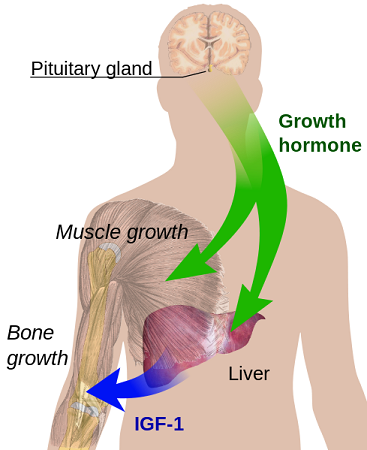 Pituitary gland
Growth
hormone
Muscle growth
Bone
growth
Liver
IGF-1